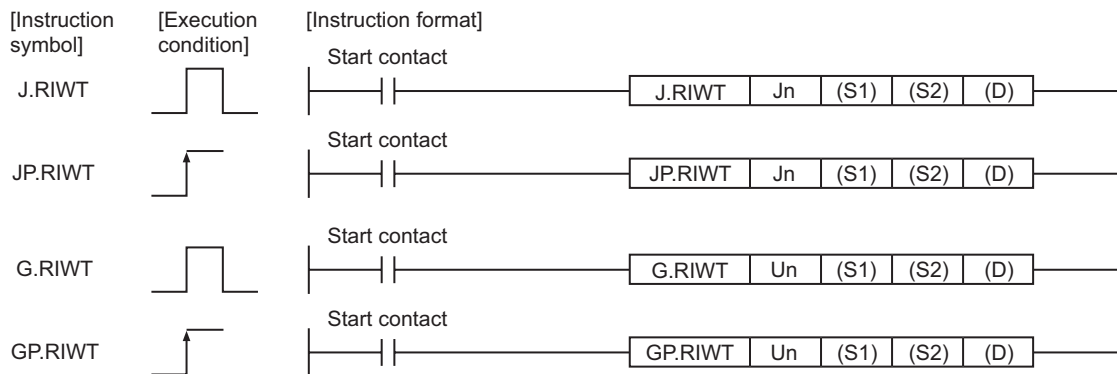 [Instruction symbol] [Execution condition] [Instruction format]
Start contact
J.RIWT J.RIWT Jn (S1) (S2) (D)
Start contact
JP.RIWT JP.RIWT Jn (S1) (S2) (D)
Start contact
G.RIWT G.RIWT Un (S1) (S2) (D)
Start contact
GP.RIWT GP.RIWT Un (S1) (S2) (D)